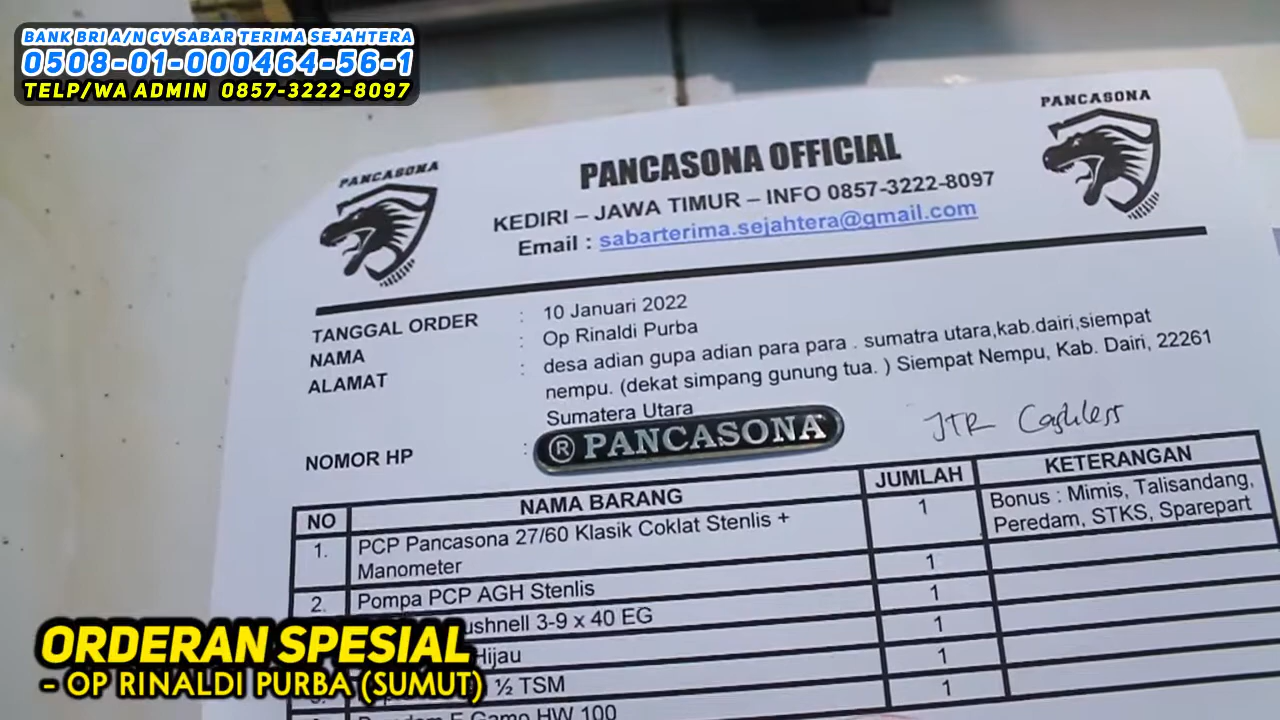 BANK BRI A/N CV SABAR TERIMA SEJAHTERA
0508-01-000464-56-1
TELP/WA ADMIN 0857-3222-8097
PANCASONA
PANCASONA
PANCASONA OFFICIAL
KEDIRI – JAWA TIMUR – INFO 0857-3222-8097
Email : sabarterima.sejahtera@gmail.com
TANGGAL ORDER : 10 Januari 2022
NAMA : Op Rinaldi Purba
ALAMAT : desa adian gupa adian para para . sumatra utara,kab.dairi,siempat
nempu. (dekat simpang gunung tua. ) Siempat Nempu, Kab. Dairi, 22261
Sumatera Utara
NOMOR HP :
® PANCASONA
JTR Cashless
NO NAMA BARANG JUMLAH KETERANGAN
1. PCP Pancasona 27/60 Klasik Coklat Stenlis + 1 Bonus : Mimis, Talisandang,
Manometer Peredam, STKS, Sparepart
2. Pompa PCP AGH Stenlis 1
ushnell 3-9 x 40 EG 1
Hijau 1
½ TSM 1
Gamo HW 100 1
ORDERAN SPESIAL
- OP RINALDI PURBA (SUMUT)